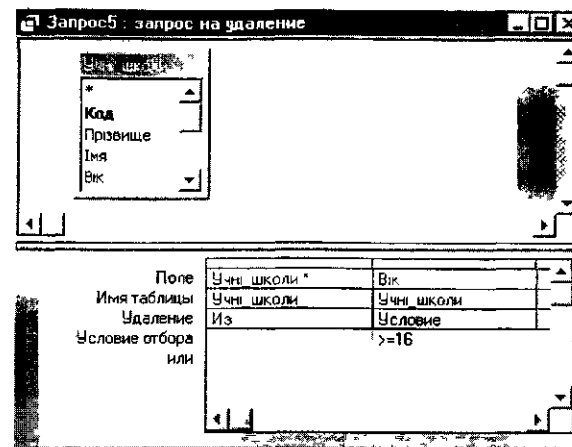 Запрос5 : запрос на удаление
*
Код
Прізвище
Імя
Вік
Поле Учні_школи * Вік
Имя таблицы Учні_школи Учні_школи
Удаление Из Условие
Условие отбора >=16
или